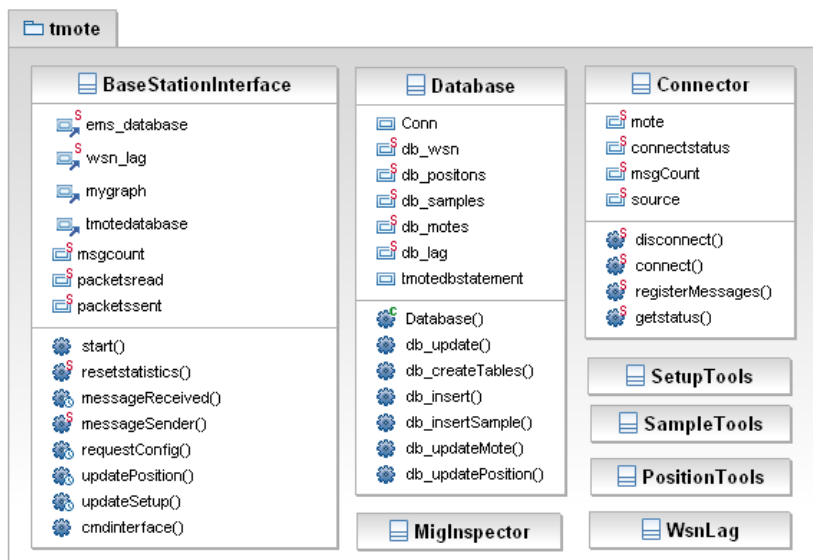 tmote
BaseStationInterface
S ems_database
S wsn_lag
mygraph
tmotedatabase
S msgcount
S packetsread
S packetssent
start()
S resetstatistics()
messageReceived()
S messageSender()
requestConfig()
updatePosition()
updateSetup()
cmdinterface()
Database
Conn
S db_wsn
S db_positons
S db_samples
S db_motes
S db_lag
tmotedbstatement
C Database()
db_update()
db_createTables()
db_insert()
db_insertSample()
db_updateMote()
db_updatePosition()
MigInspector
Connector
S mote
S connectstatus
S msgCount
S source
S disconnect()
S connect()
S registerMessages()
S getstatus()
SetupTools
SampleTools
PositionTools
WsnLag